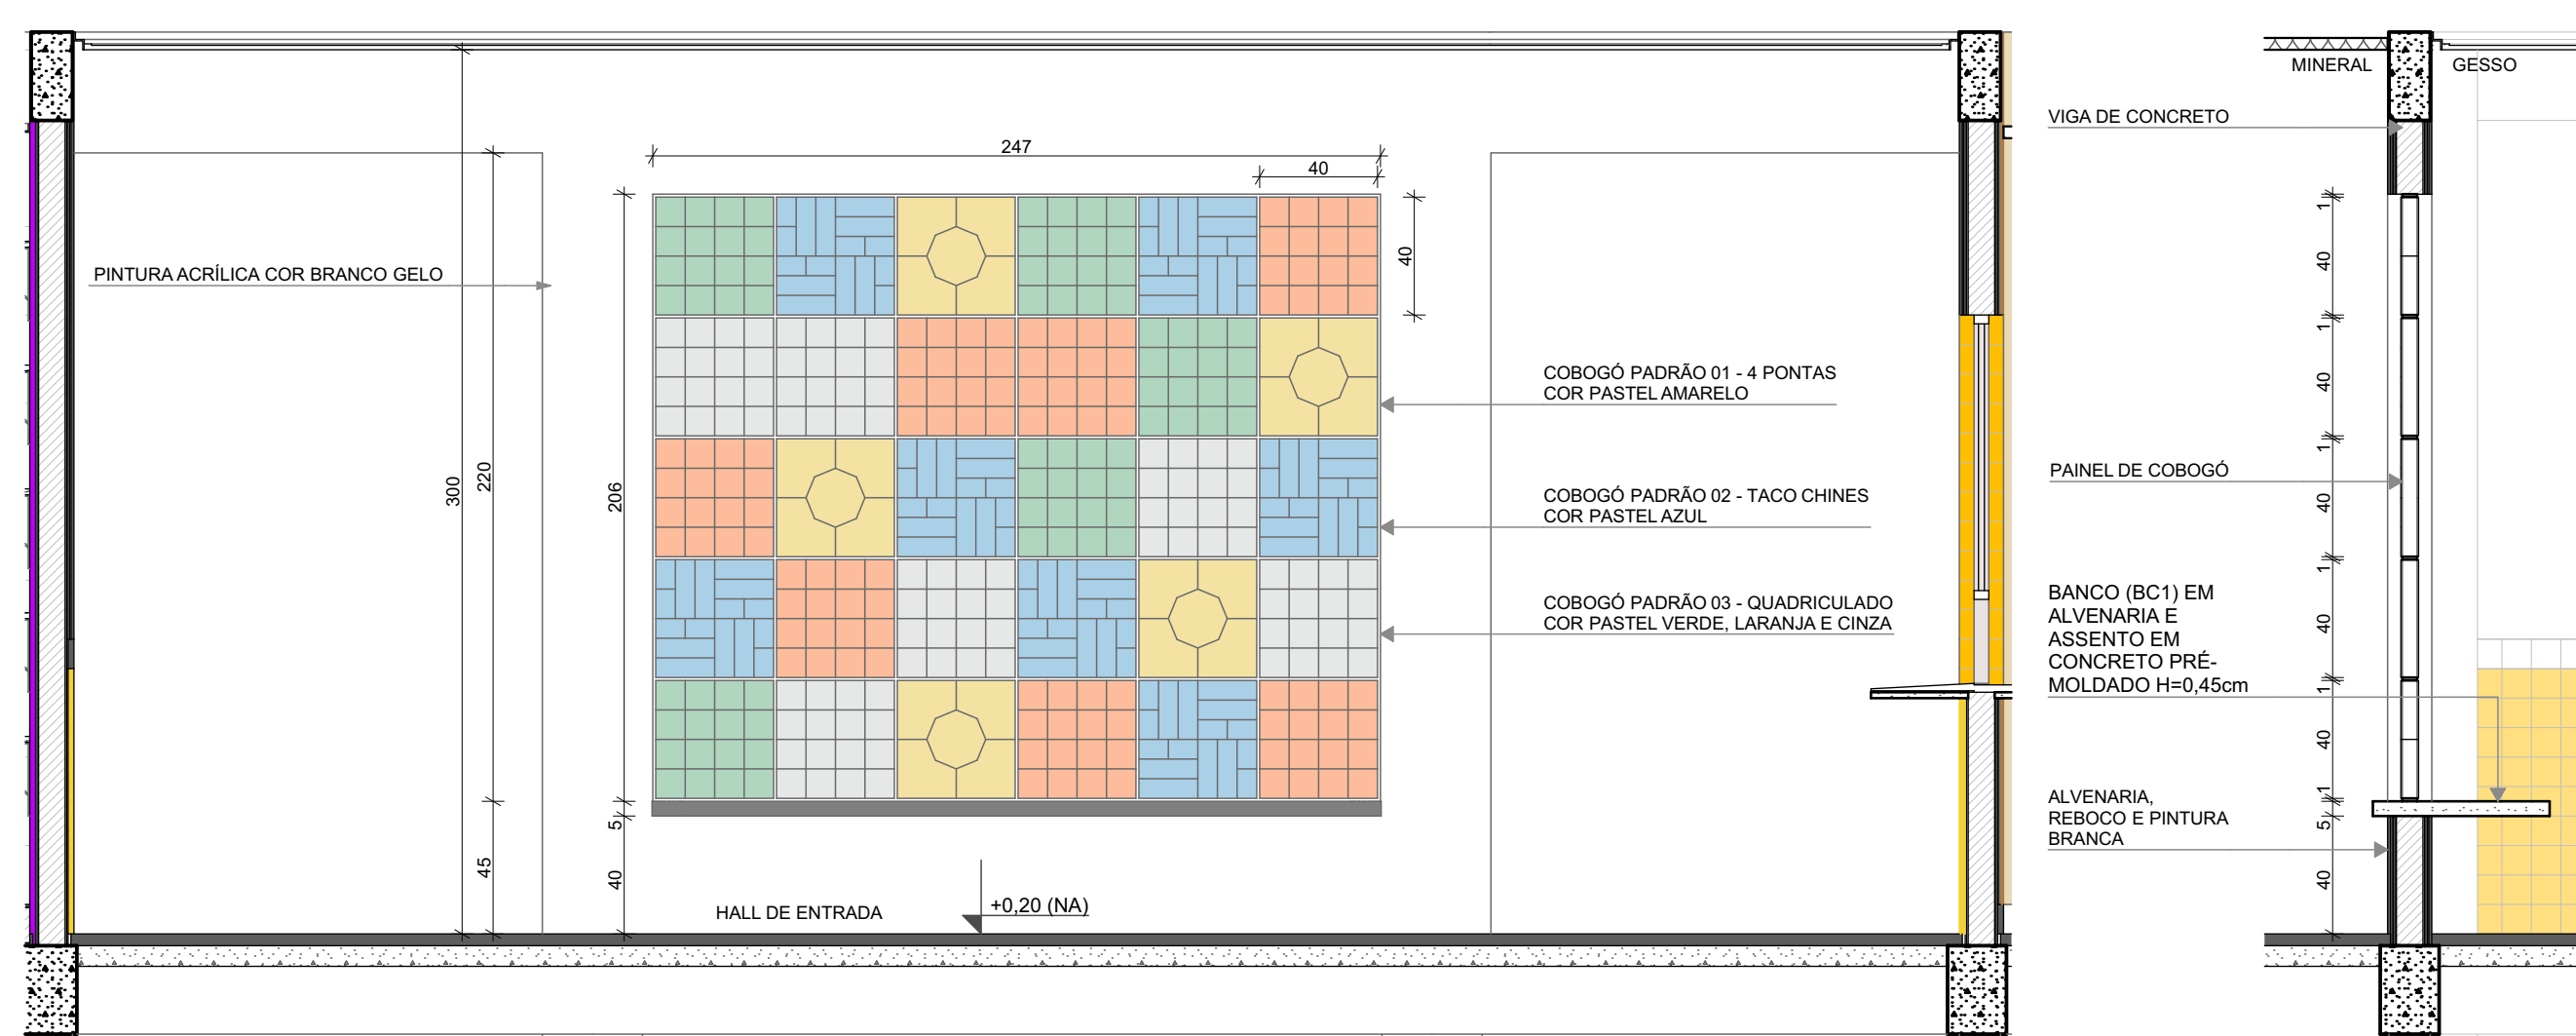 MINERAL
GESSO
VIGA DE CONCRETO
247
40
40
PINTURA ACRÍLICA COR BRANCO GELO
300
220
206
COBOGÓ PADRÃO 01 - 4 PONTAS
COR PASTEL AMARELO
COBOGÓ PADRÃO 02 - TACO CHINES
COR PASTEL AZUL
COBOGÓ PADRÃO 03 - QUADRICULADO
COR PASTEL VERDE, LARANJA E CINZA
5
45
40
HALL DE ENTRADA
+0,20 (NA)
PAINEL DE COBOGÓ
BANCO (BC1) EM
ALVENARIA E
ASSENTO EM
CONCRETO PRÉ-
MOLDADO H=0,45cm
ALVENARIA,
REBOCO E PINTURA
BRANCA
1
40
1
40
1
40
1
40
1
40
1
5
40